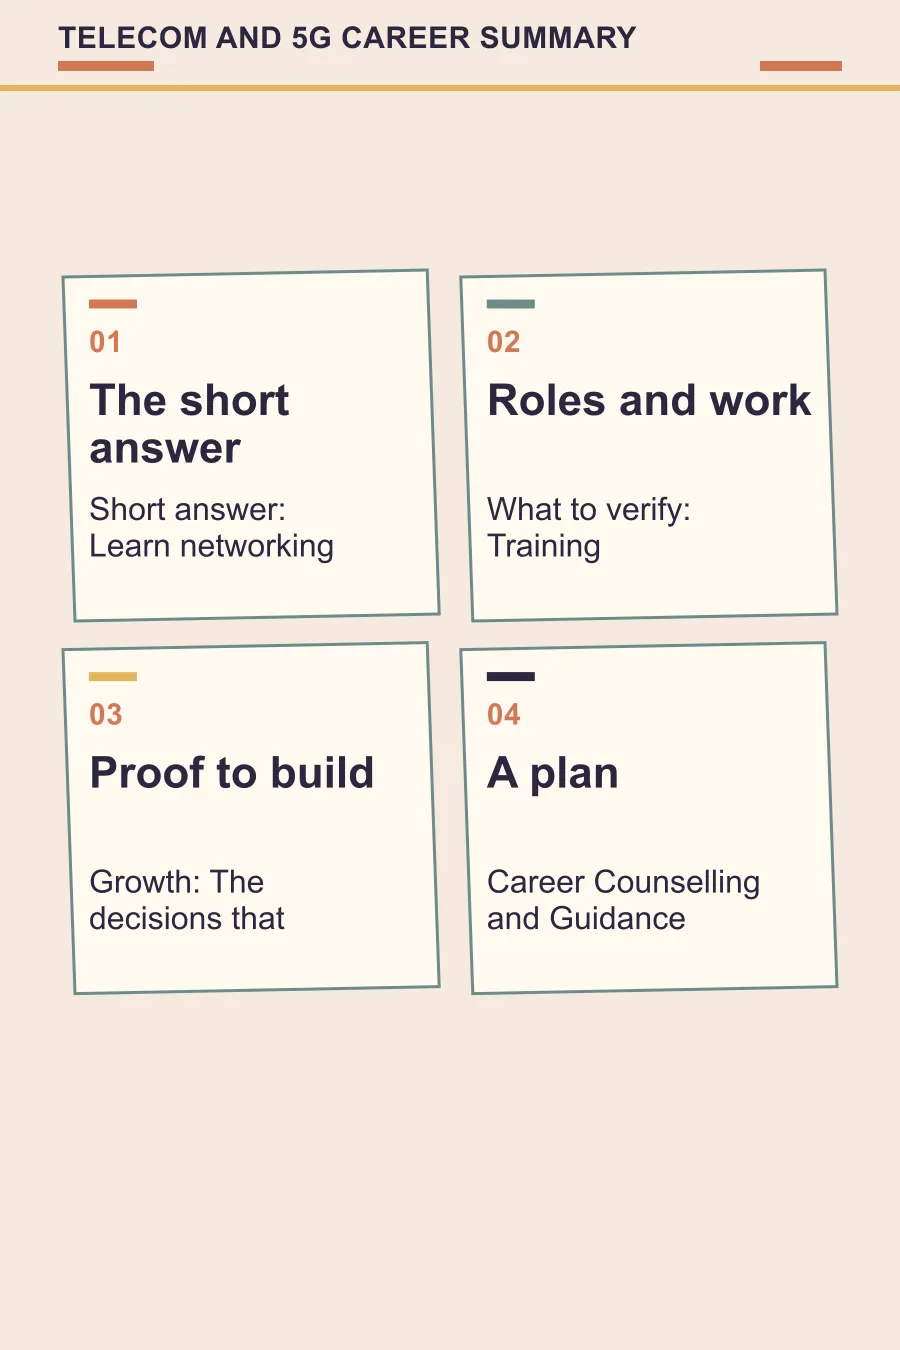 TELECOM AND 5G CAREER SUMMARY
01
The short
answer
Short answer:
Learn networking
02
Roles and work
What to verify:
Training
03
Proof to build
Growth: The
decisions that
04
A plan
Career Counselling
and Guidance